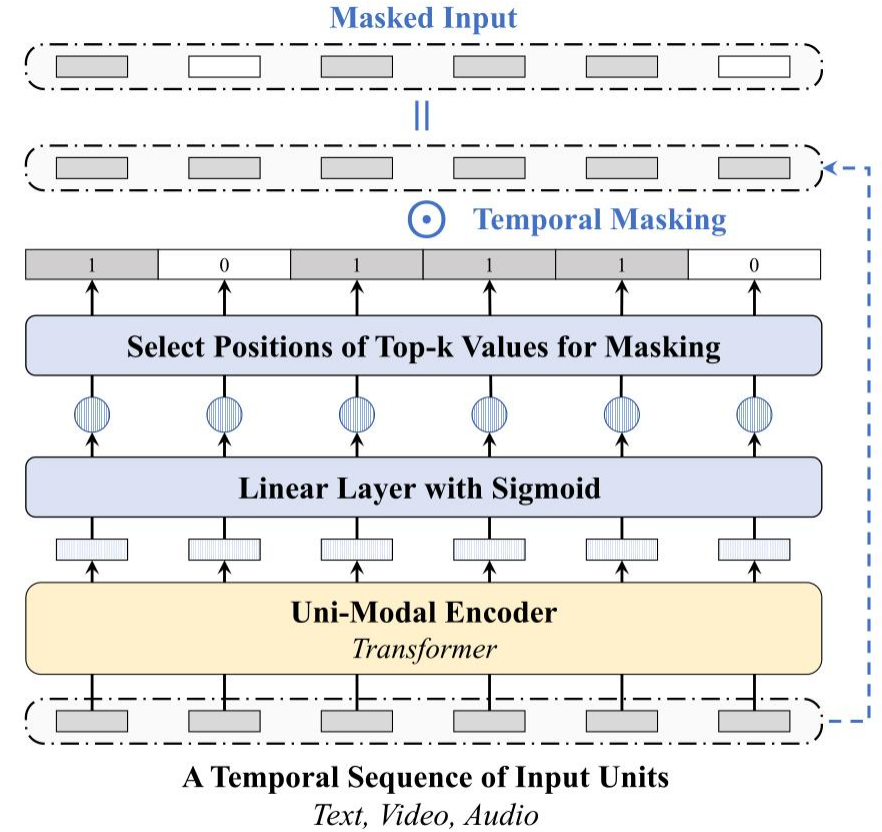 Masked Input
||
⊙ Temporal Masking
1 0 1 1 1 0
Select Positions of Top-k Values for Masking
Linear Layer with Sigmoid
Uni-Modal Encoder
Transformer
A Temporal Sequence of Input Units
Text, Video, Audio